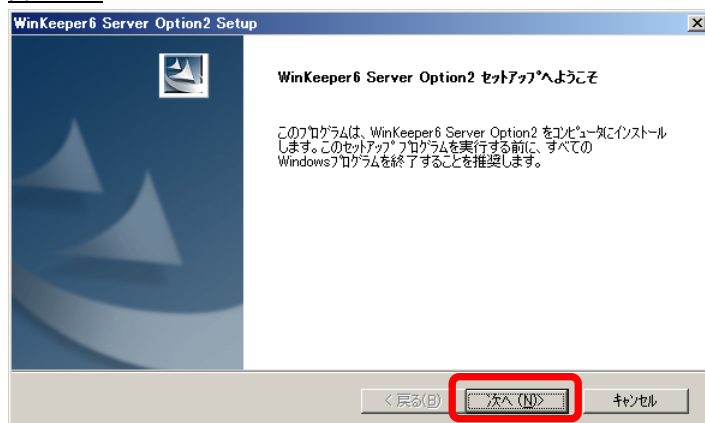 WinKeeper6 Server Option2 Setup
WinKeeper6 Server Option2 ｾｯﾄｱｯﾌﾟへようこそ
このﾌﾟﾛｸﾞﾗﾑは、WinKeeper6 Server Option2 をｺﾝﾋﾟｭｰﾀにｲﾝｽﾄｰﾙ
します。このｾｯﾄｱｯﾌﾟ ﾌﾟﾛｸﾞﾗﾑを実行する前に、すべての
Windowsﾌﾟﾛｸﾞﾗﾑを終了することを推奨します。
< 戻る(B)
次へ (N)>
ｷｬﾝｾﾙ